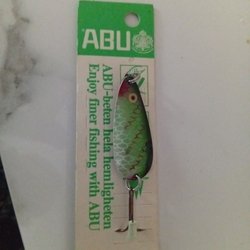 ABU
ABU-beten hela hemligheten
Enjoy finer fishing with ABU